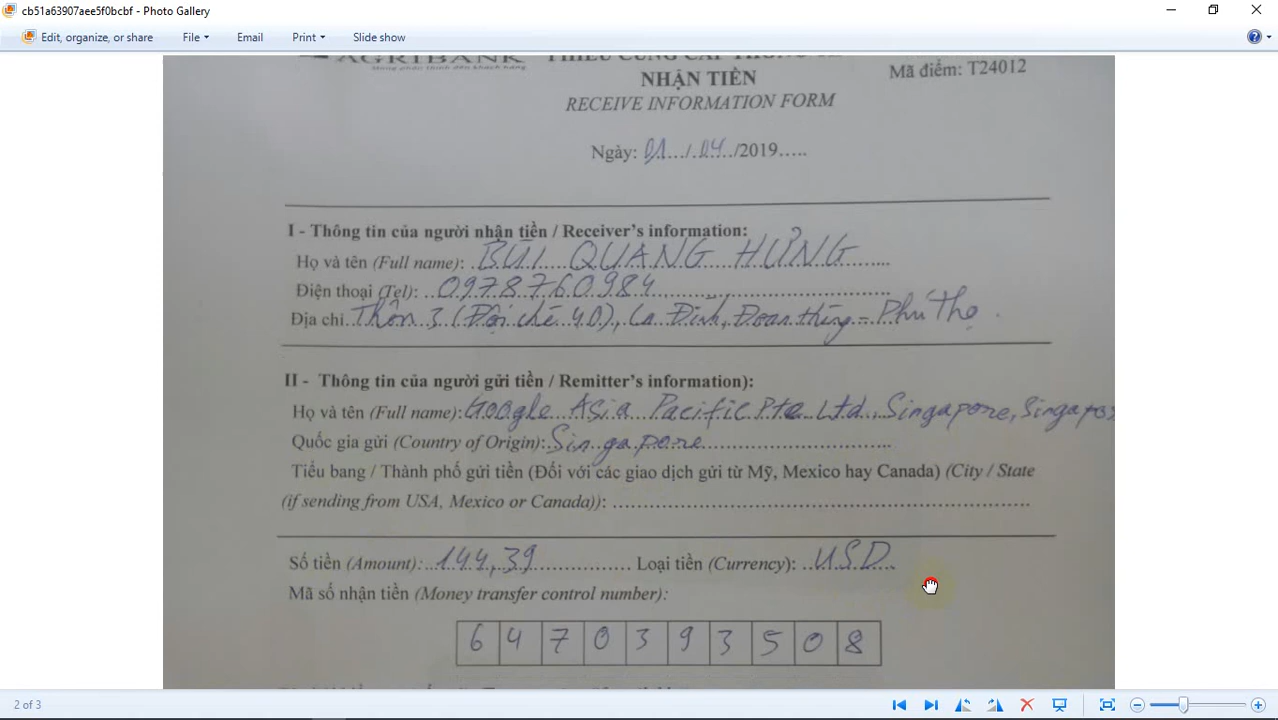 cb51a63907aee5f0bcbf - Photo Gallery
Edit, organize, or share File Email Print Slide show
AGRIBANK
NHẬN TIỀN
Mã điểm: T24012
RECEIVE INFORMATION FORM
Ngày: 01.../.04../2019.....
I - Thông tin của người nhận tiền / Receiver's information:
Họ và tên (Full name): BÙI QUANG HƯNG
Điện thoại (Tel): 0978760984
Địa chỉ Thôn 3 (Đội chè 40), Ca Đình, Đoan - Phú Thọ.
II - Thông tin của người gửi tiền / Remitter's information):
Họ và tên (Full name): Google Asia Pacific Pte Ltd Singapore,
Quốc gia gửi (Country of Origin): Singapore
Tiểu bang / Thành phố gửi tiền (Đối với các giao dịch gửi từ Mỹ, Mexico hay Canada) (City / State
(if sending from USA, Mexico or Canada)):
Số tiền (Amount): 144,39 Loại tiền (Currency): USD
Mã số nhận tiền (Money transfer control number):
6 4 7 0 3 9 3 5 0 8
2 of 3